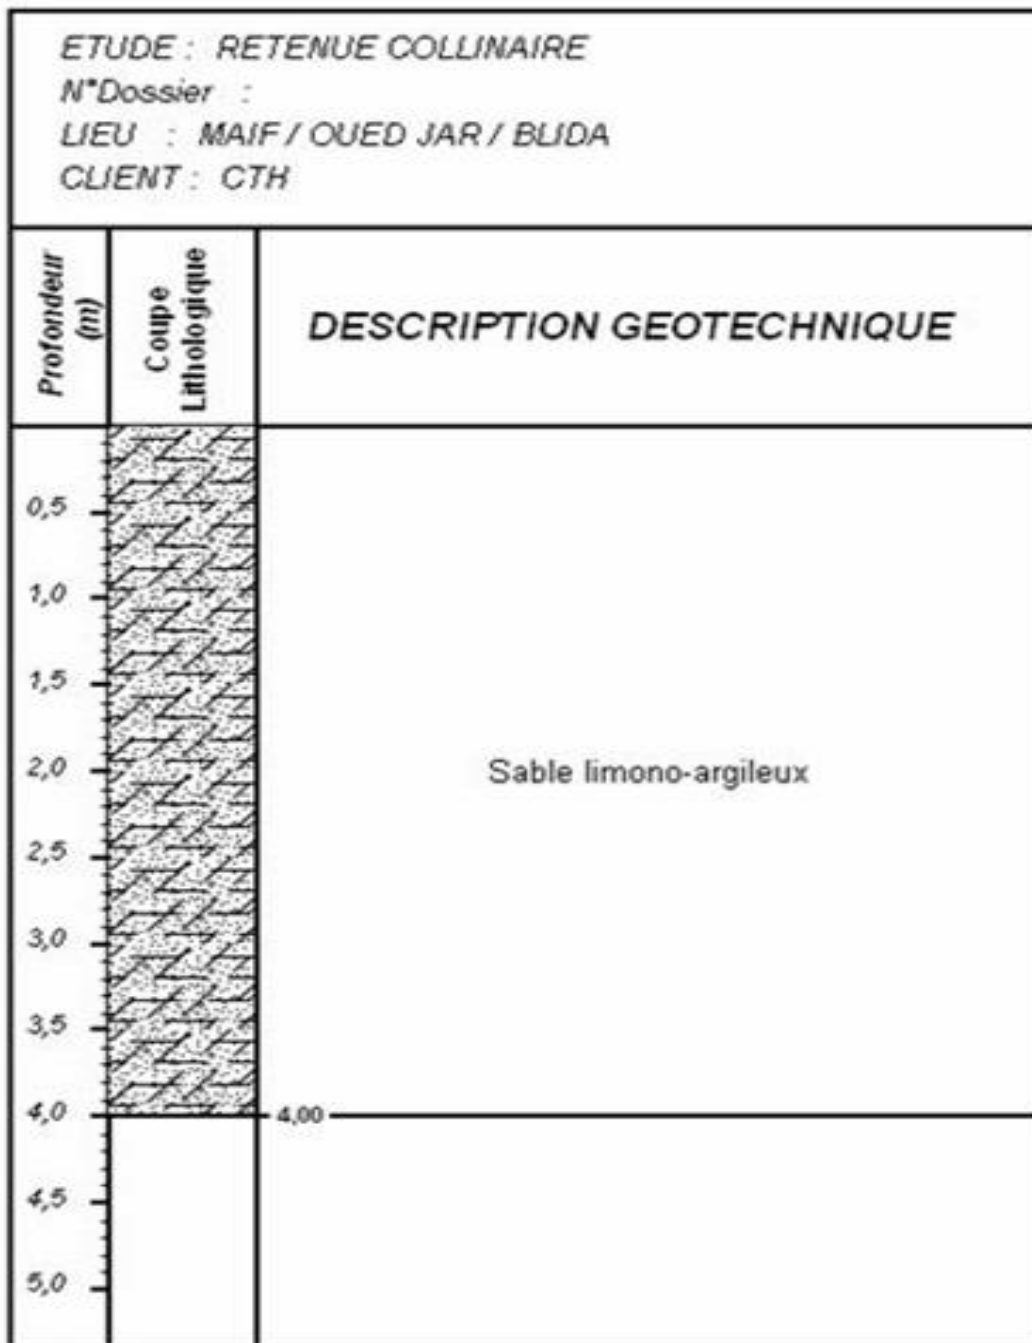 ETUDE : RETENUE COLLINAIRE
N°Dossier :
LIEU : MAIF / OUED JAR / BLIDA
CLIENT : CTH
Profondeur
(m)
Coupe
Lithologique
DESCRIPTION GEOTECHNIQUE
0,5
1,0
1,5
2,0
Sable limono-argileux
2,5
3,0
3,5
4,0
4,00
4,5
5,0